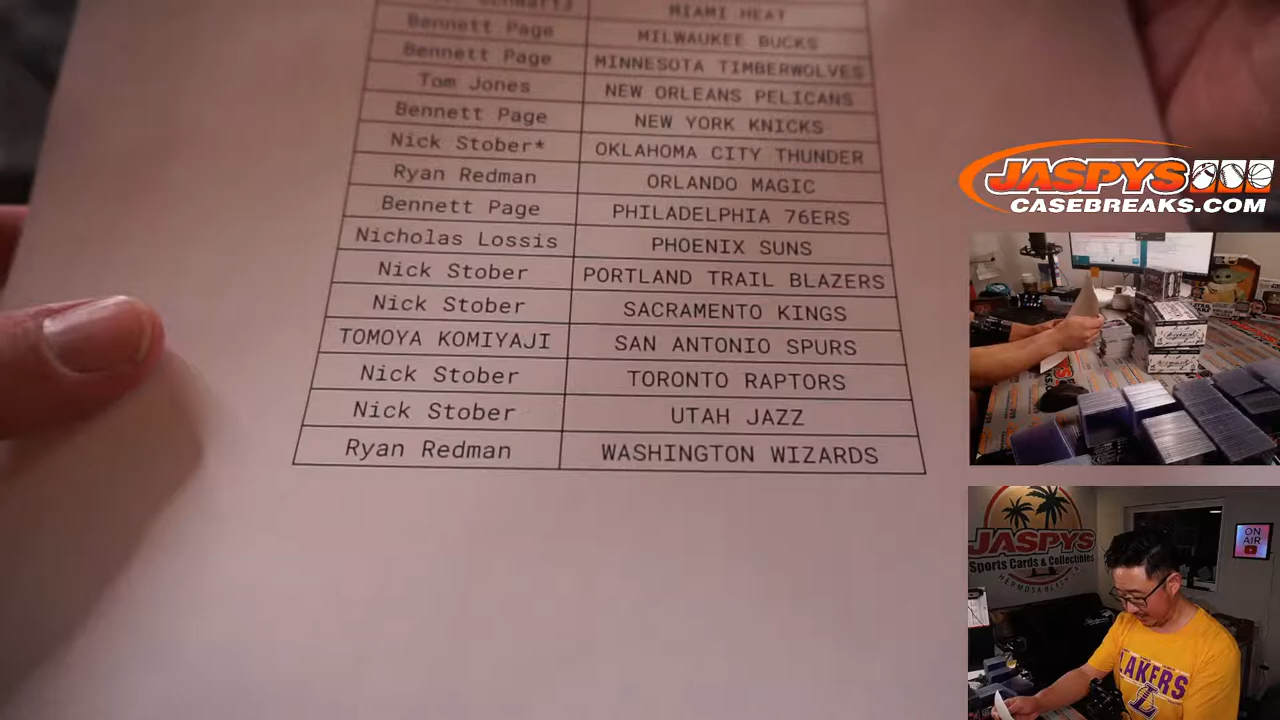 MIAMI HEAT
Bennett Page MILWAUKEE BUCKS
Bennett Page MINNESOTA TIMBERWOLVES
Tom Jones NEW ORLEANS PELICANS
Bennett Page NEW YORK KNICKS
Nick Stober* OKLAHOMA CITY THUNDER
Ryan Redman ORLANDO MAGIC
Bennett Page PHILADELPHIA 76ERS
Nicholas Lossis PHOENIX SUNS
Nick Stober PORTLAND TRAIL BLAZERS
Nick Stober SACRAMENTO KINGS
TOMOYA KOMIYAJI SAN ANTONIO SPURS
Nick Stober TORONTO RAPTORS
Nick Stober UTAH JAZZ
Ryan Redman WASHINGTON WIZARDS
JASPYS
CASEBREAKS.COM
JASPYS
Sports Cards & Collectibles
HERMOSA BEACH
ON
AIR
LAKERS